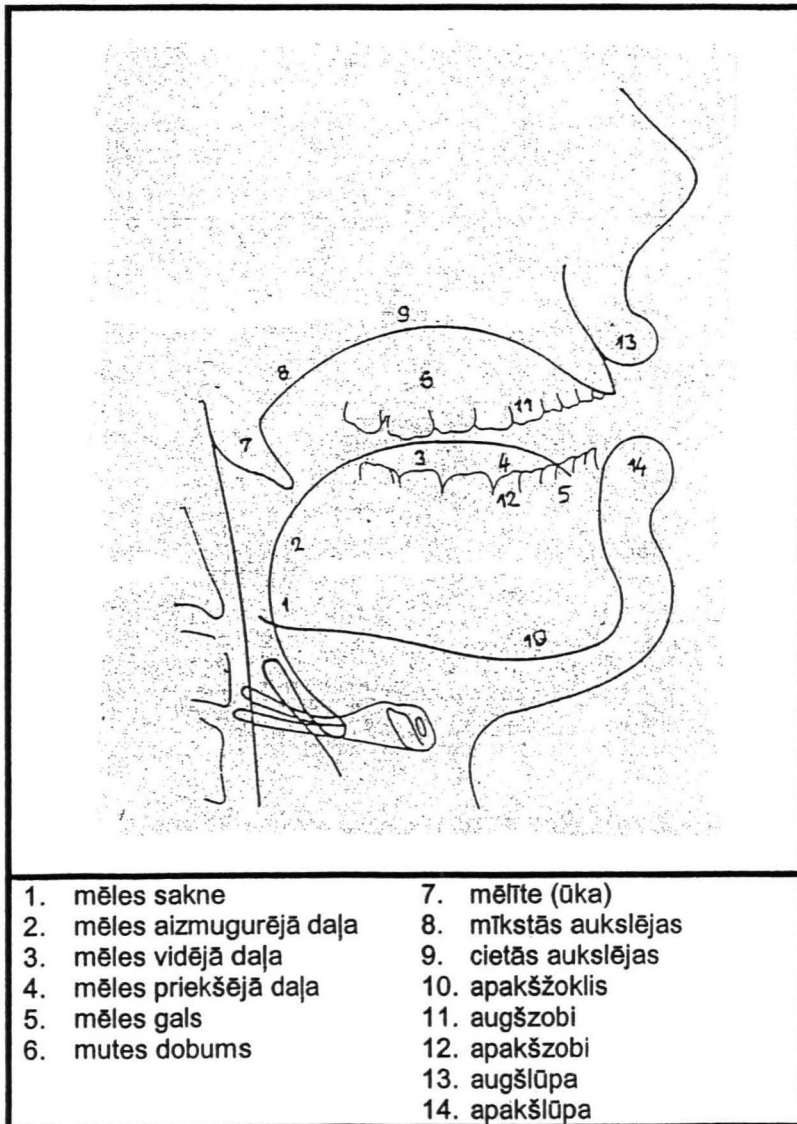 9
13
8
6
11
7
3
4
14
12
5
2
1
10
1. mēles sakne
2. mēles aizmugurējā daļa
3. mēles vidējā daļa
4. mēles priekšējā daļa
5. mēles gals
6. mutes dobums
7. mēlīte (ūka)
8. mīkstās aukslējas
9. cietās aukslējas
10. apakšžoklis
11. augšzobi
12. apakšzobi
13. augšlūpa
14. apakšlūpa